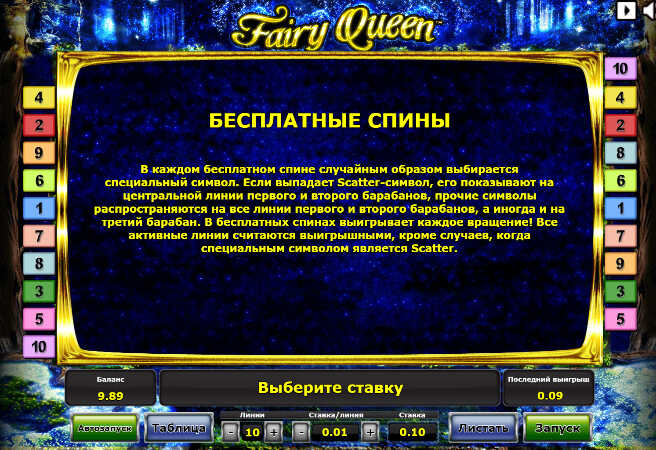 Fairy Queen™
10
4
4
2
2
9
8
6
6
1
1
7
7
8
9
3
3
5
5
10
БЕСПЛАТНЫЕ СПИНЫ
В каждом бесплатном спине случайным образом выбирается
специальный символ. Если выпадает Scatter-символ, его показывают на
центральной линии первого и второго барабанов, прочие символы
распространяются на все линии первого и второго барабанов, а иногда и на
третий барабан. В бесплатных спинах выигрывает каждое вращение! Все
активные линии считаются выигрышными, кроме случаев, когда
специальным символом является Scatter.
Баланс
9.89
Выберите ставку
Последний выигрыш
0.09
Линии
Ставка/линия
Ставка
Автозапуск
Таблица
- 10 +
- 0.01 +
0.10
Листать
Запуск